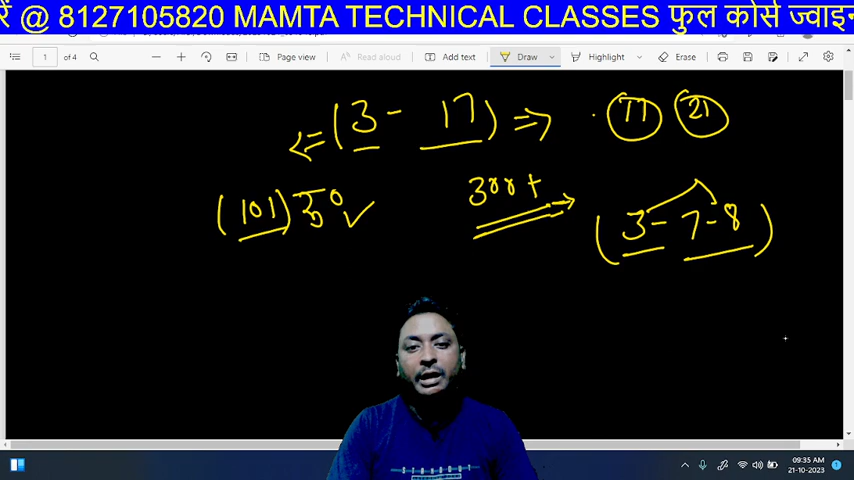 रें @ 8127105820 MAMTA TECHNICAL CLASSES फुल कोर्स ज्वाइन
1 of 4 Page view Read aloud Add text Draw Highlight Erase
⇐ (3 - 17) ⇒ 77 21
(101) ✓
(3 - 7 - 8)
09:35 AM
21-10-2023